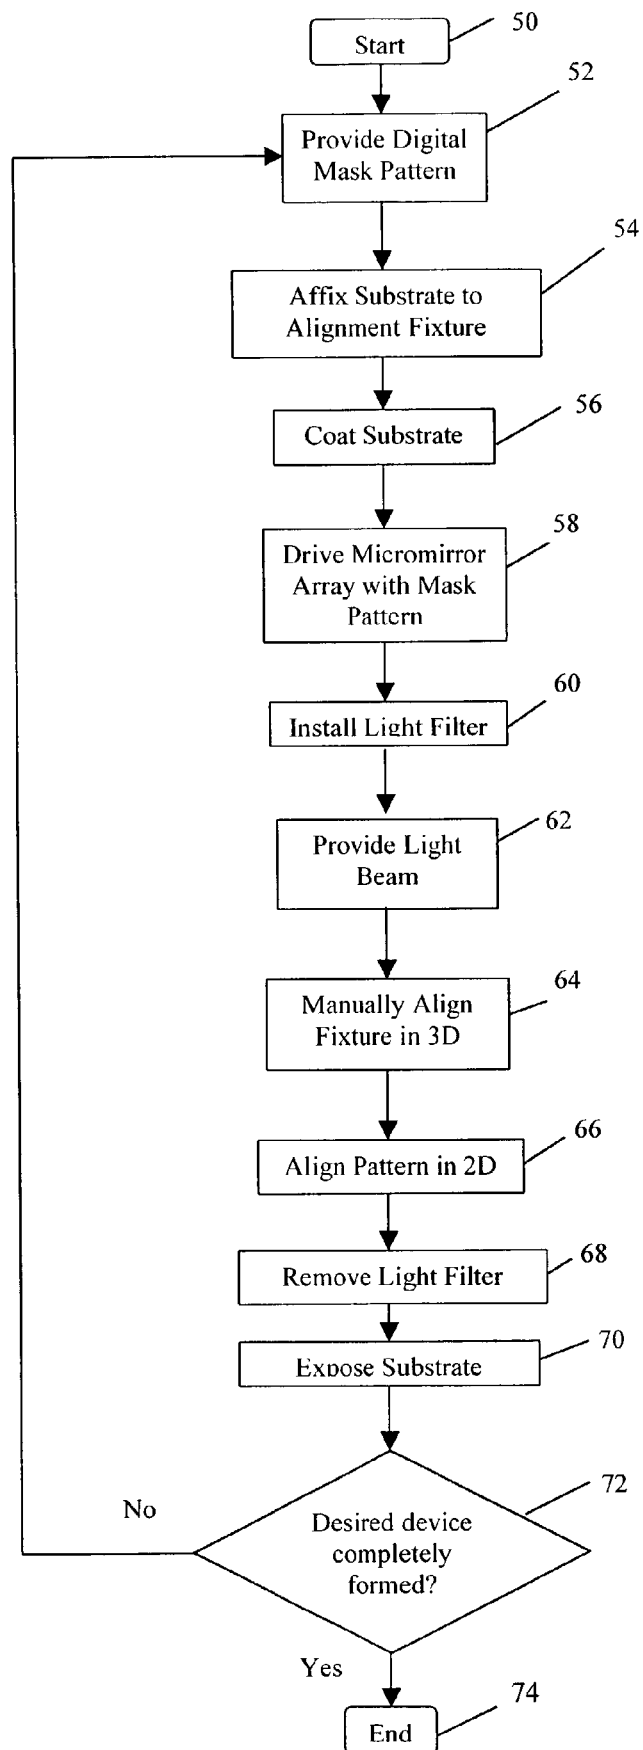 50
Start
52
Provide Digital
Mask Pattern
54
Affix Substrate to
Alignment Fixture
56
Coat Substrate
58
Drive Micromirror
Array with Mask
Pattern
60
Install Light Filter
62
Provide Light
Beam
64
Manually Align
Fixture in 3D
66
Align Pattern in 2D
68
Remove Light Filter
70
Expose Substrate
72
No
Desired device
completely
formed?
Yes
74
End